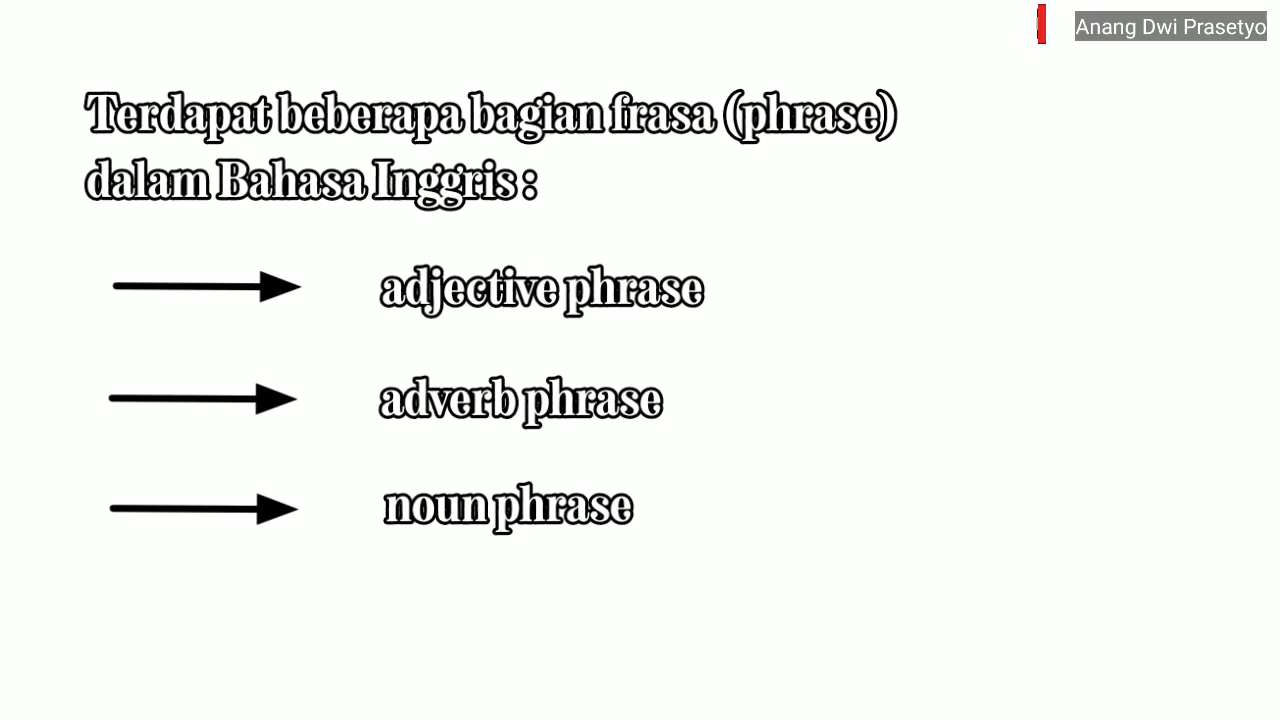 Anang Dwi Prasetyo
Terdapat beberapa bagian frasa (phrase)
dalam Bahasa Inggris :
adjective phrase
adverb phrase
noun phrase